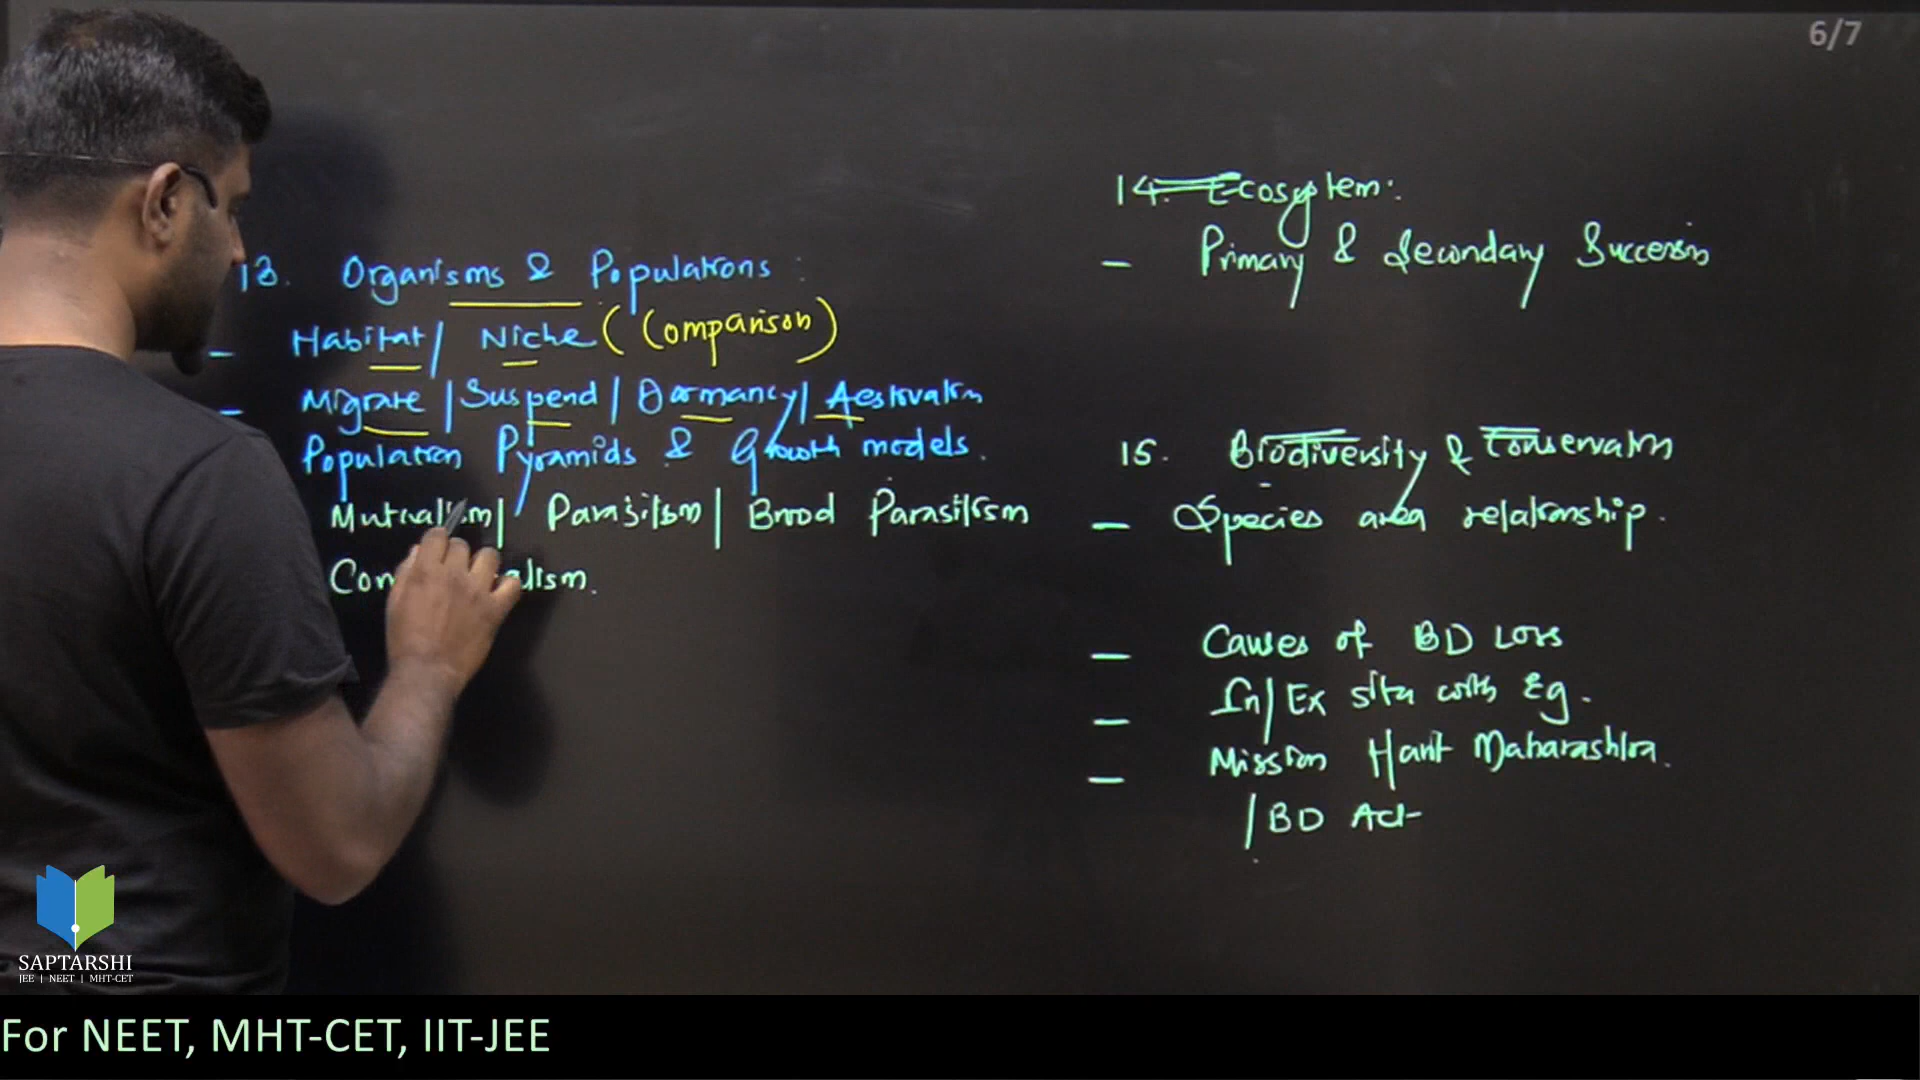 6/7
13. Organisms & Populations :
- Habitat / Niche ( Comparison )
- Migrate | Suspend | Dormancy | Aestivation
Population Pyramids & Growth models.
Mutualism | Parasitism | Brood Parasitism
14. Ecosystem:
- Primary & Secondary Succession
15. Biodiversity & Conservation
- Species area relationship.
- Causes of BD Loss
- In/Ex situ with Eg.
- Mission Harit Maharashtra.
| BD Act
SAPTARSHI
JEE | NEET | MHT-CET
For NEET, MHT-CET, IIT-JEE